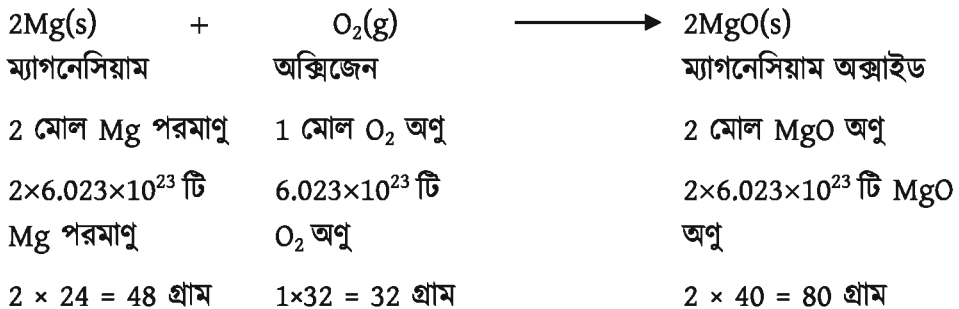 2Mg(s) + O₂(g) ⟶ 2MgO(s)
ম্যাগনেসিয়াম অক্সিজেন ম্যাগনেসিয়াম অক্সাইড
2 মোল Mg পরমাণু 1 মোল O₂ অণু 2 মোল MgO অণু
2×6.023×10²³ টি 6.023×10²³ টি 2×6.023×10²³ টি MgO
Mg পরমাণু O₂ অণু অণু
2 × 24 = 48 গ্রাম 1×32 = 32 গ্রাম 2 × 40 = 80 গ্রাম